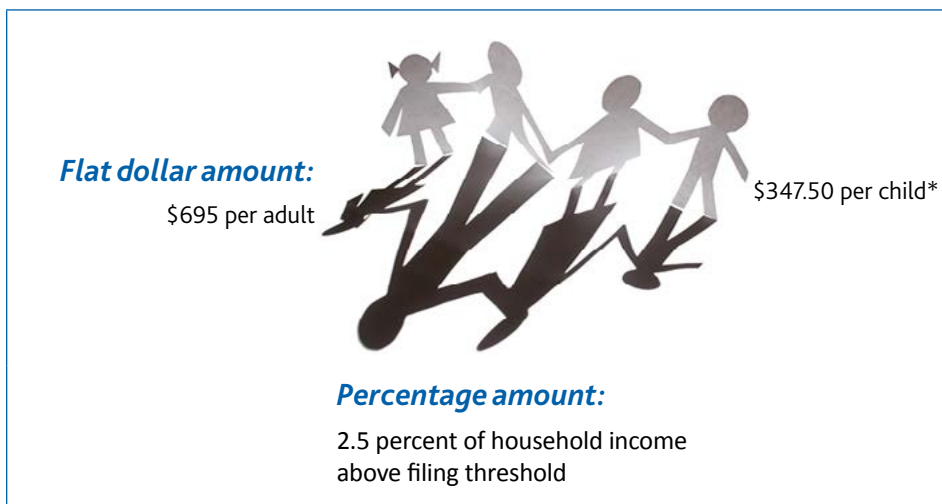 Flat dollar amount:
$695 per adult
$347.50 per child*
Percentage amount:
2.5 percent of household income
above filing threshold